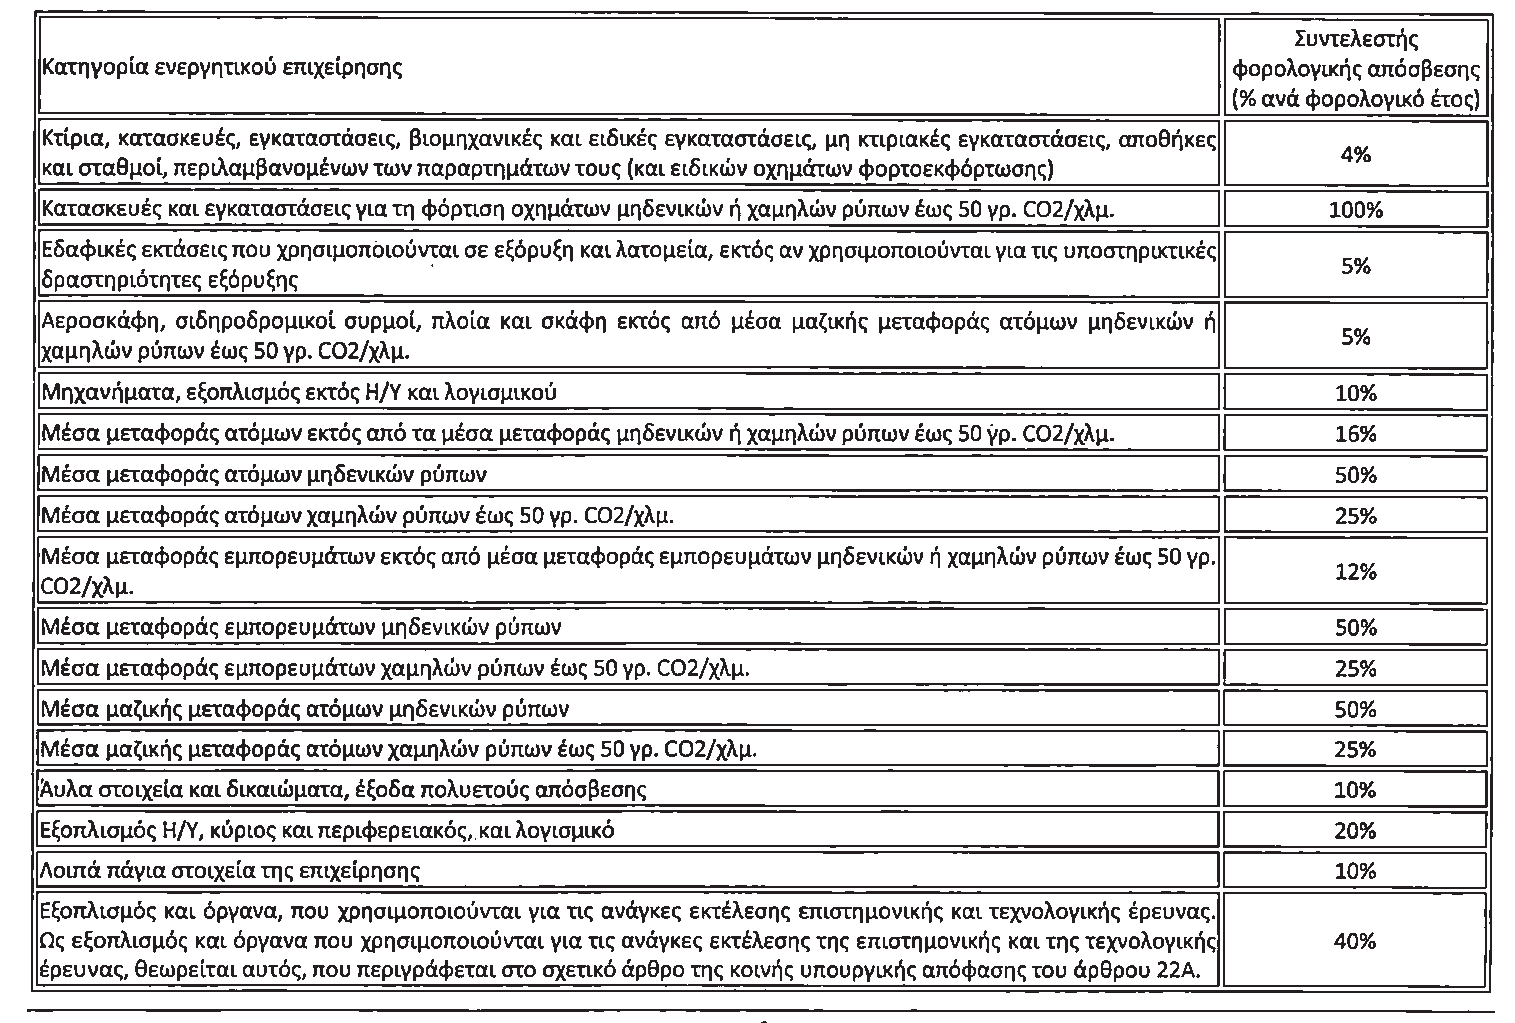 Κατηγορία ενεργητικού επιχείρησης
Συντελεστής
φορολογικής απόσβεσης
(% ανά φορολογικό έτος)
Κτίρια, κατασκευές, εγκαταστάσεις, βιομηχανικές και ειδικές εγκαταστάσεις, μη κτιριακές εγκαταστάσεις, αποθήκες
και σταθμοί, περιλαμβανομένων των παραρτημάτων τους (και ειδικών οχημάτων φορτοεκφόρτωσης)
4%
Κατασκευές και εγκαταστάσεις για τη φόρτιση οχημάτων μηδενικών ή χαμηλών ρύπων έως 50 γρ. CO2/χλμ.
100%
Εδαφικές εκτάσεις που χρησιμοποιούνται σε εξόρυξη και λατομεία, εκτός αν χρησιμοποιούνται για τις υποστηρικτικές
δραστηριότητες εξόρυξης
5%
Αεροσκάφη, σιδηροδρομικοί συρμοί, πλοία και σκάφη εκτός από μέσα μαζικής μεταφοράς ατόμων μηδενικών ή
χαμηλών ρύπων έως 50 γρ. CO2/χλμ.
5%
Μηχανήματα, εξοπλισμός εκτός Η/Υ και λογισμικού
10%
Μέσα μεταφοράς ατόμων εκτός από τα μέσα μεταφοράς μηδενικών ή χαμηλών ρύπων έως 50 γρ. CO2/χλμ.
16%
Μέσα μεταφοράς ατόμων μηδενικών ρύπων
50%
Μέσα μεταφοράς ατόμων χαμηλών ρύπων έως 50 γρ. CO2/χλμ.
25%
Μέσα μεταφοράς εμπορευμάτων εκτός από μέσα μεταφοράς εμπορευμάτων μηδενικών ή χαμηλών ρύπων έως 50 γρ.
CO2/χλμ.
12%
Μέσα μεταφοράς εμπορευμάτων μηδενικών ρύπων
50%
Μέσα μεταφοράς εμπορευμάτων χαμηλών ρύπων έως 50 γρ. CO2/χλμ.
25%
Μέσα μαζικής μεταφοράς ατόμων μηδενικών ρύπων
50%
Μέσα μαζικής μεταφοράς ατόμων χαμηλών ρύπων έως 50 γρ. CO2/χλμ.
25%
Άυλα στοιχεία και δικαιώματα, έξοδα πολυετούς απόσβεσης
10%
Εξοπλισμός Η/Υ, κύριος και περιφερειακός, και λογισμικό
20%
Λοιπά πάγια στοιχεία της επιχείρησης
10%
Εξοπλισμός και όργανα, που χρησιμοποιούνται για τις ανάγκες εκτέλεσης επιστημονικής και τεχνολογικής έρευνας.
Ως εξοπλισμός και όργανα που χρησιμοποιούνται για τις ανάγκες εκτέλεσης της επιστημονικής και της τεχνολογικής
έρευνας, θεωρείται αυτός, που περιγράφεται στο σχετικό άρθρο της κοινής υπουργικής απόφασης του άρθρου 22Α.
40%